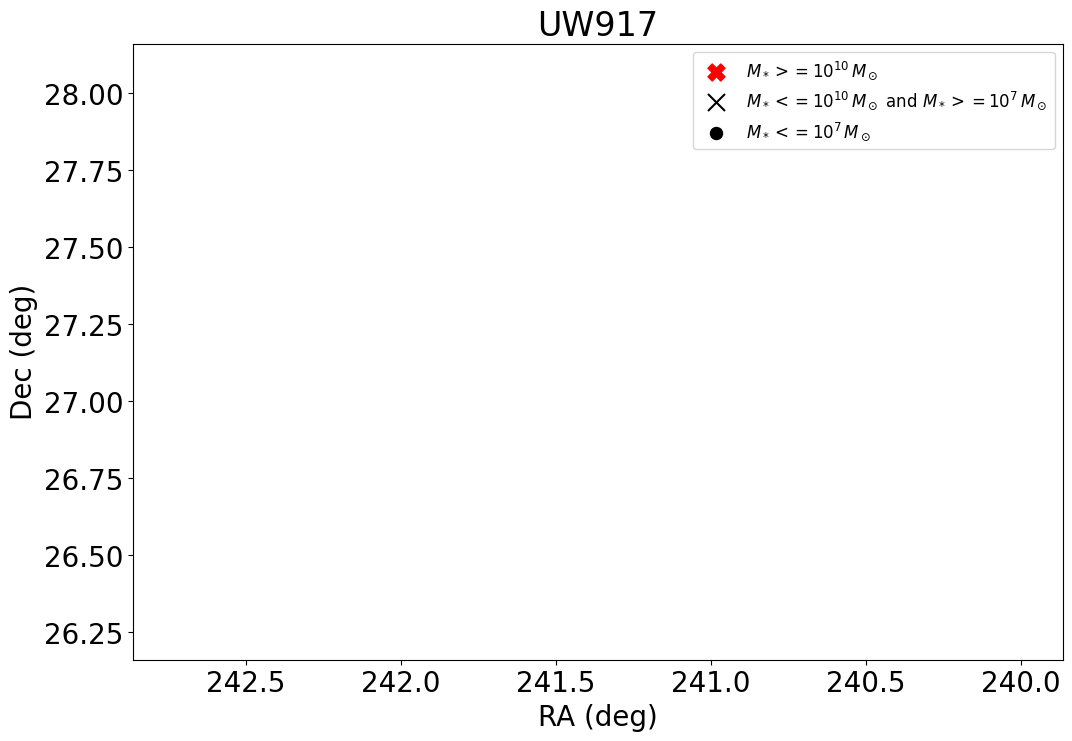 UW917
M_* >= 10^10 M_⊙
M_* <= 10^10 M_⊙ and M_* >= 10^7 M_⊙
M_* <= 10^7 M_⊙
28.00
27.75
27.50
27.25
27.00
26.75
26.50
26.25
Dec (deg)
242.5 242.0 241.5 241.0 240.5 240.0
RA (deg)